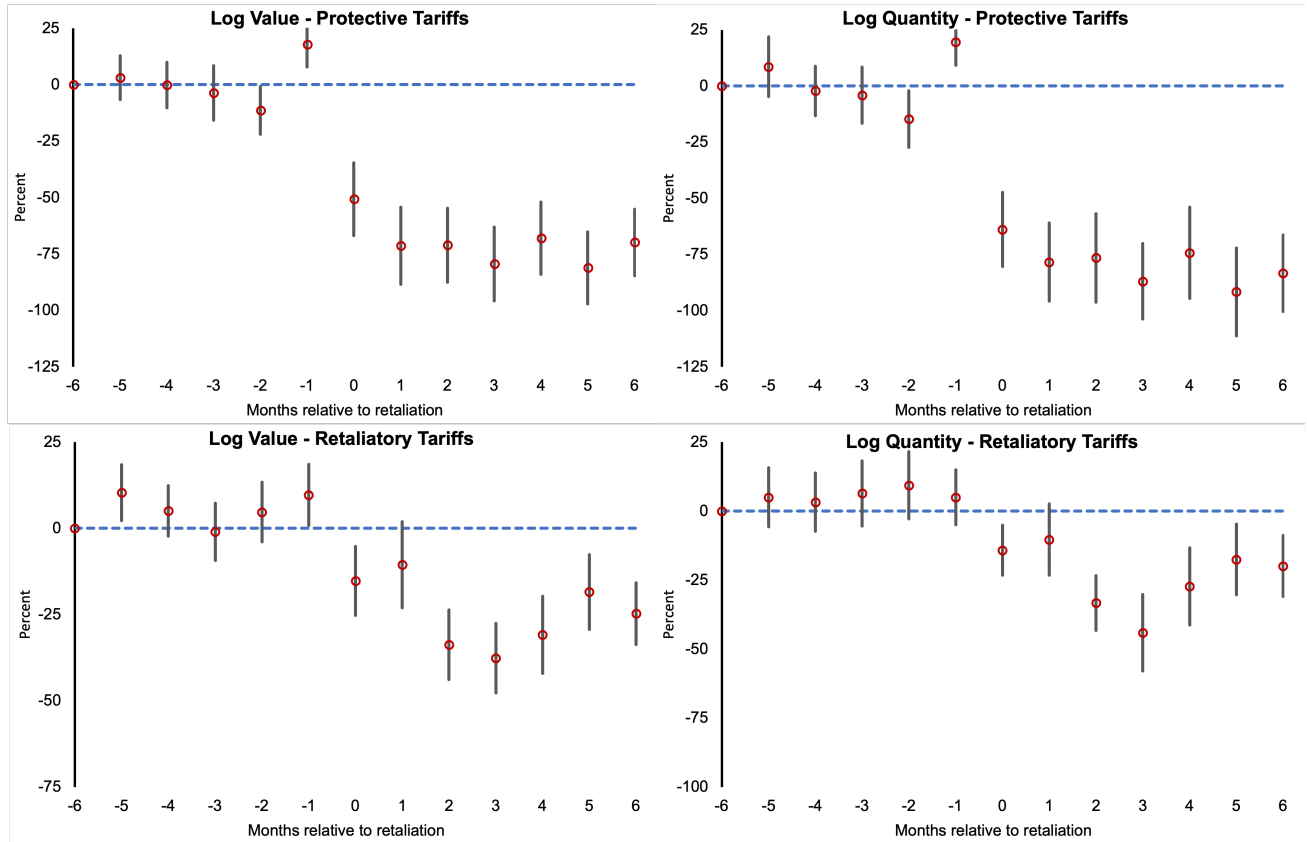 Log Value - Protective Tariffs
25
0
-25
-50
-75
-100
-125
Percent
-6 -5 -4 -3 -2 -1 0 1 2 3 4 5 6
Months relative to retaliation
Log Quantity - Protective Tariffs
25
0
-25
-50
-75
-100
-125
Percent
-6 -5 -4 -3 -2 -1 0 1 2 3 4 5 6
Months relative to retaliation
Log Value - Retaliatory Tariffs
25
0
-25
-50
-75
Percent
-6 -5 -4 -3 -2 -1 0 1 2 3 4 5 6
Months relative to retaliation
Log Quantity - Retaliatory Tariffs
25
0
-25
-50
-75
-100
Percent
-6 -5 -4 -3 -2 -1 0 1 2 3 4 5 6
Months relative to retaliation